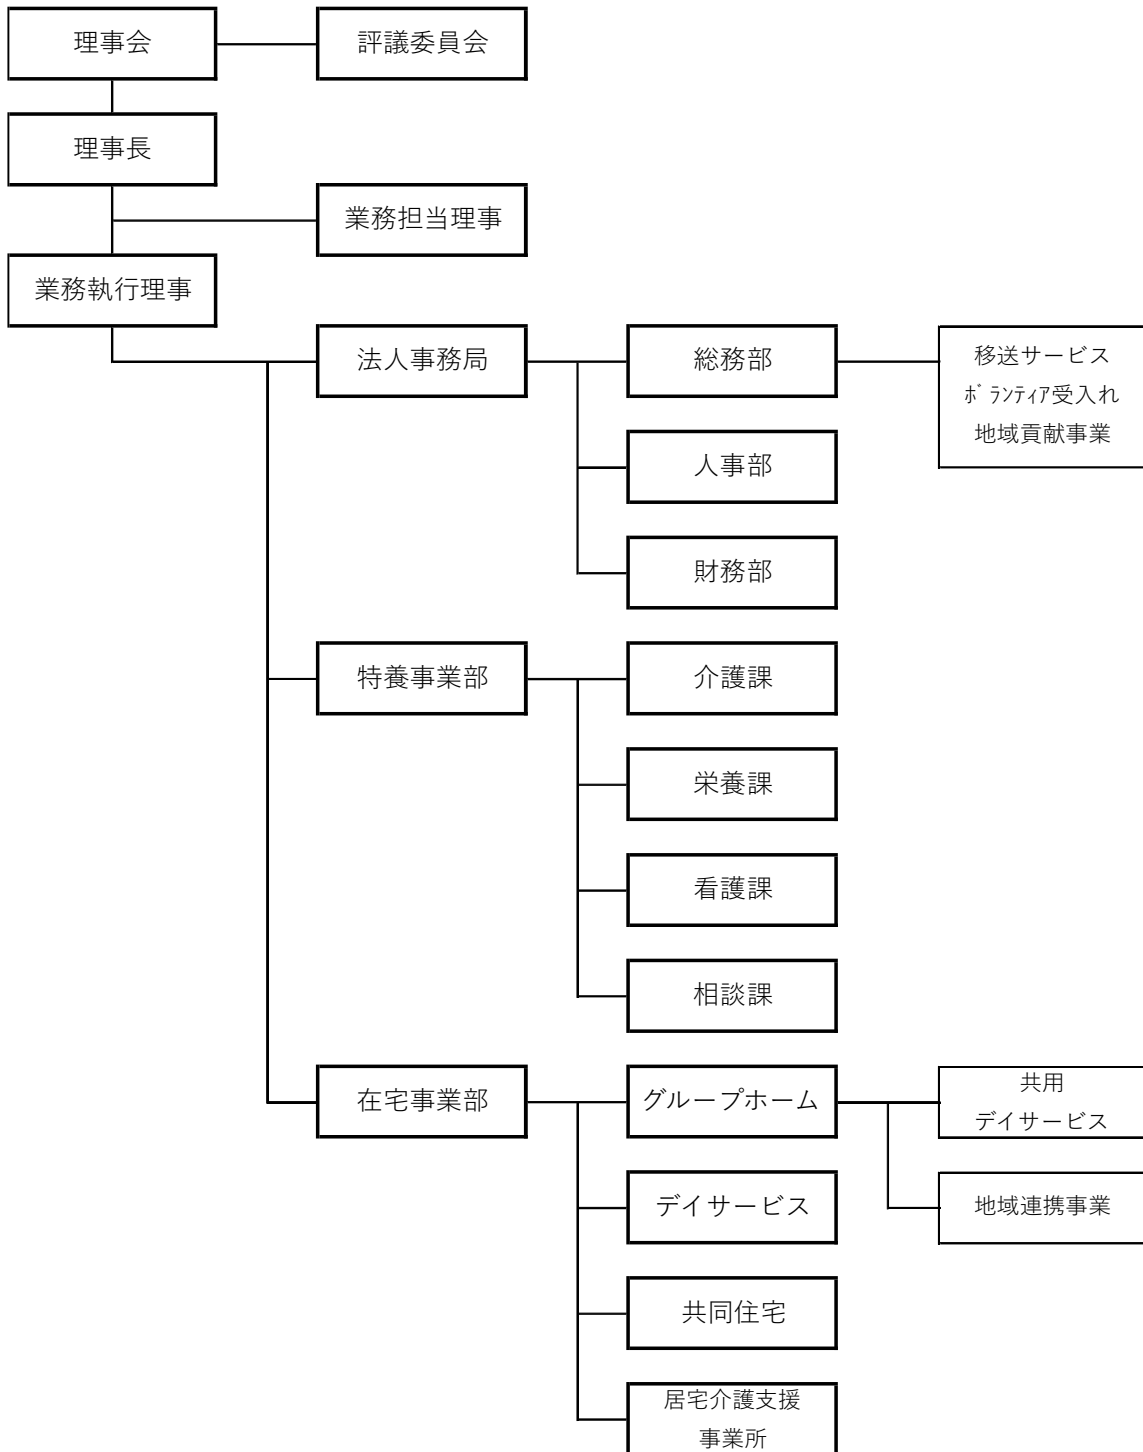 理事会
評議委員会
理事長
業務担当理事
業務執行理事
法人事務局
総務部
移送サービス
ﾎﾞﾗﾝﾃｨｱ受入れ
地域貢献事業
人事部
財務部
特養事業部
介護課
栄養課
看護課
相談課
在宅事業部
グループホーム
共用
デイサービス
デイサービス
地域連携事業
共同住宅
居宅介護支援
事業所